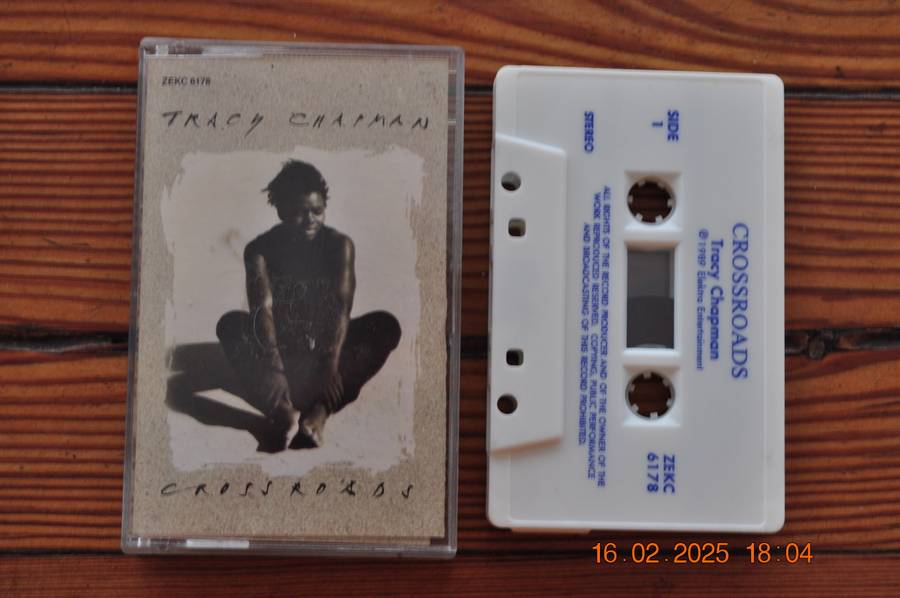 ZEKC 6178
TRACY CHAPMAN
CROSSROADS
CROSSROADS
Tracy Chapman
℗ 1989 Elektra Entertainment
SIDE
1
ZEKC
6178
STEREO
ALL RIGHTS OF THE RECORD PRODUCER AND OF THE OWNER OF THE
WORK REPRODUCED RESERVED. COPYING, PUBLIC PERFORMANCE
AND BROADCASTING OF THIS RECORD PROHIBITED.
16.02.2025 18:04